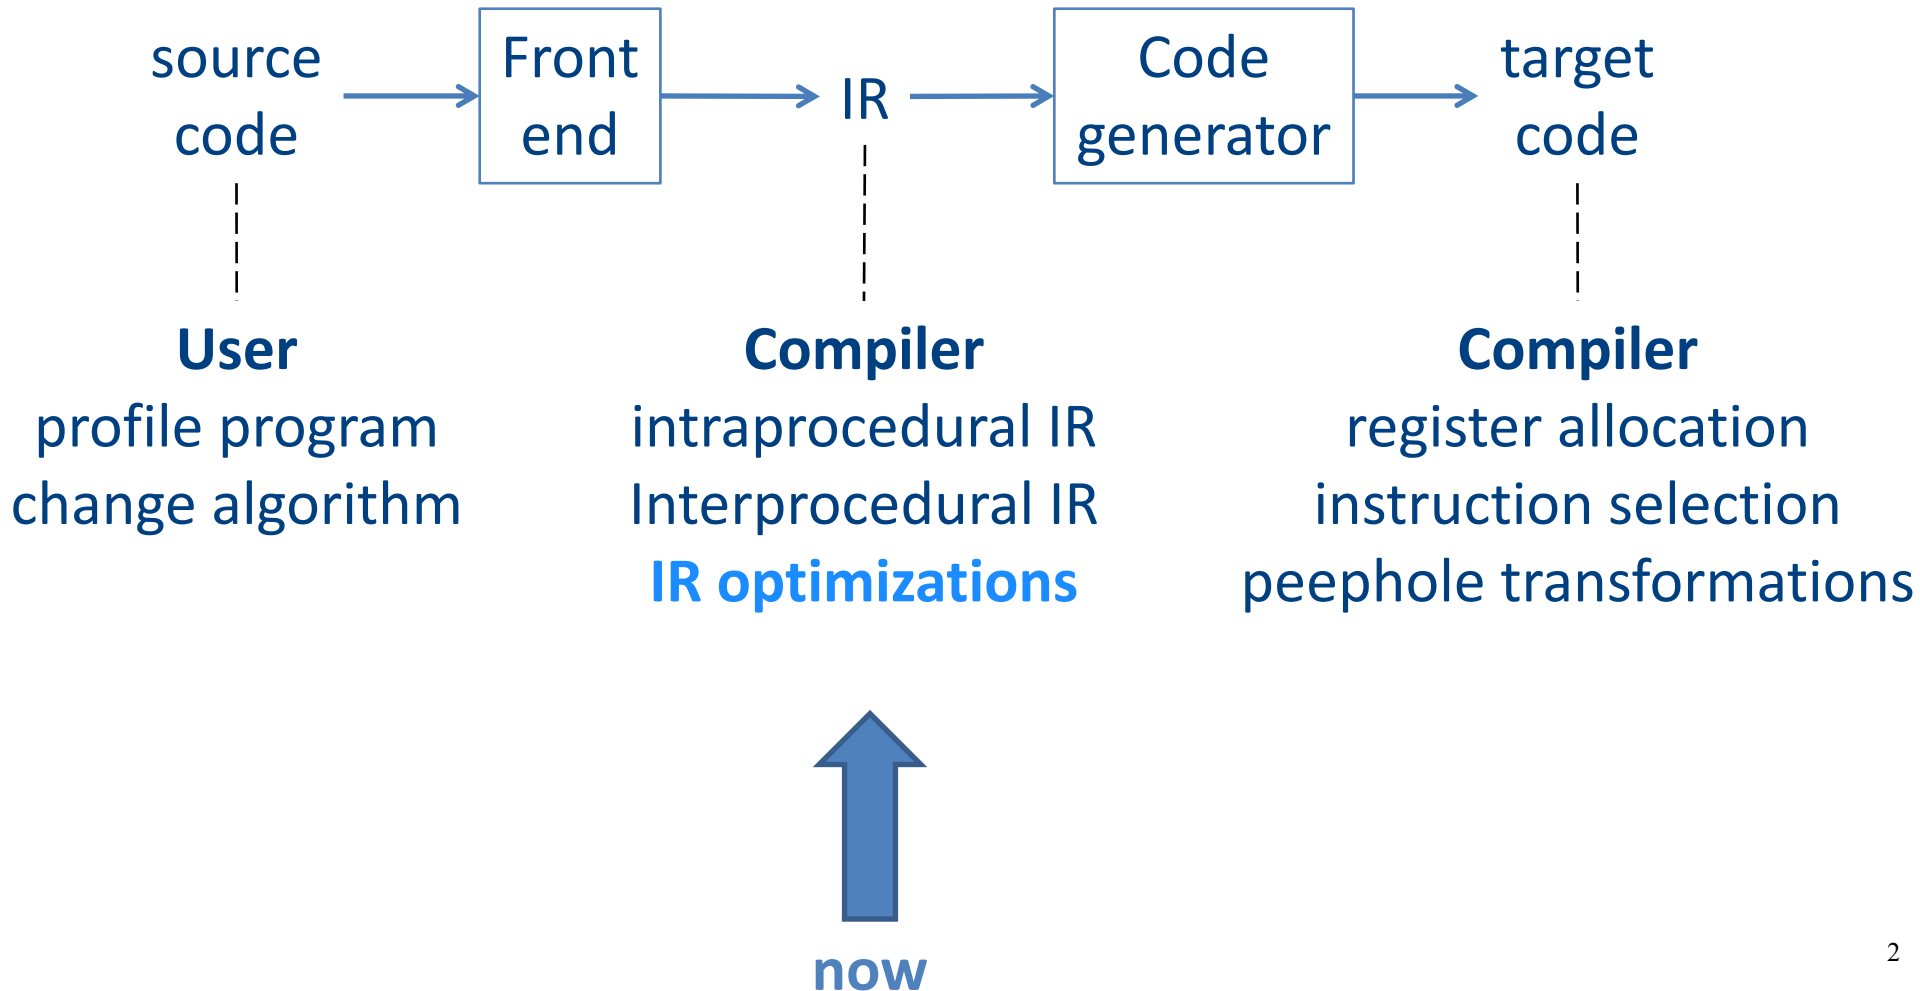 source
code
Front
end
IR
Code
generator
target
code
User
profile program
change algorithm
Compiler
intraprocedural IR
Interprocedural IR
IR optimizations
Compiler
register allocation
instruction selection
peephole transformations
now
2